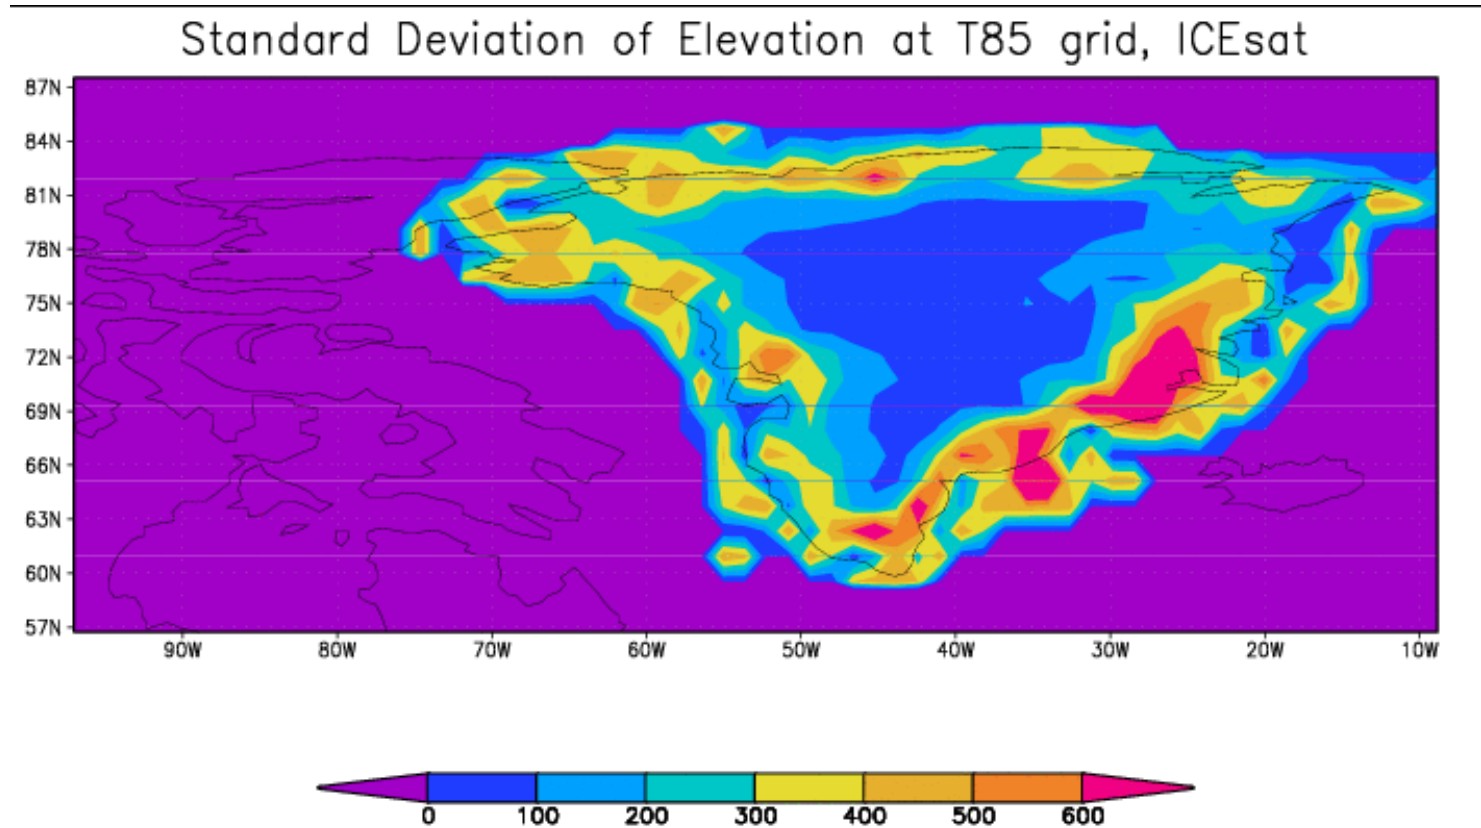 Standard Deviation of Elevation at T85 grid, ICEsat
87N
84N
81N
78N
75N
72N
69N
66N
63N
60N
57N
90W 80W 70W 60W 50W 40W 30W 20W 10W
0 100 200 300 400 500 600